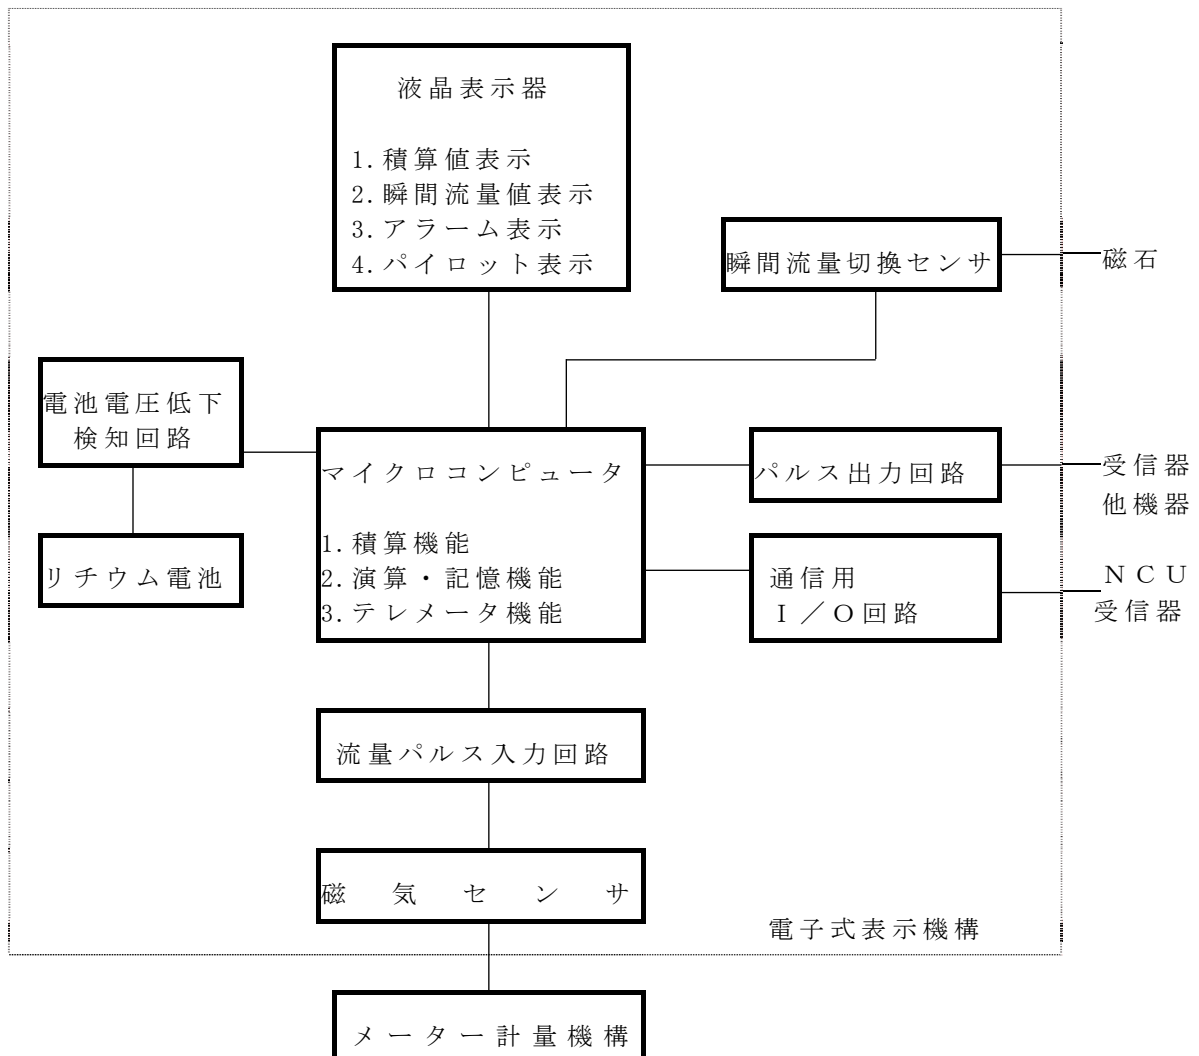 液晶表示器
1.積算値表示
2.瞬間流量値表示
3.アラーム表示
4.パイロット表示
瞬間流量切換センサ
磁石
電池電圧低下
検知回路
リチウム電池
マイクロコンピュータ
1.積算機能
2.演算・記憶機能
3.テレメータ機能
パルス出力回路
受信器
他機器
通信用
Ｉ／Ｏ回路
ＮＣＵ
受信器
流量パルス入力回路
磁気センサ
電子式表示機構
メーター計量機構